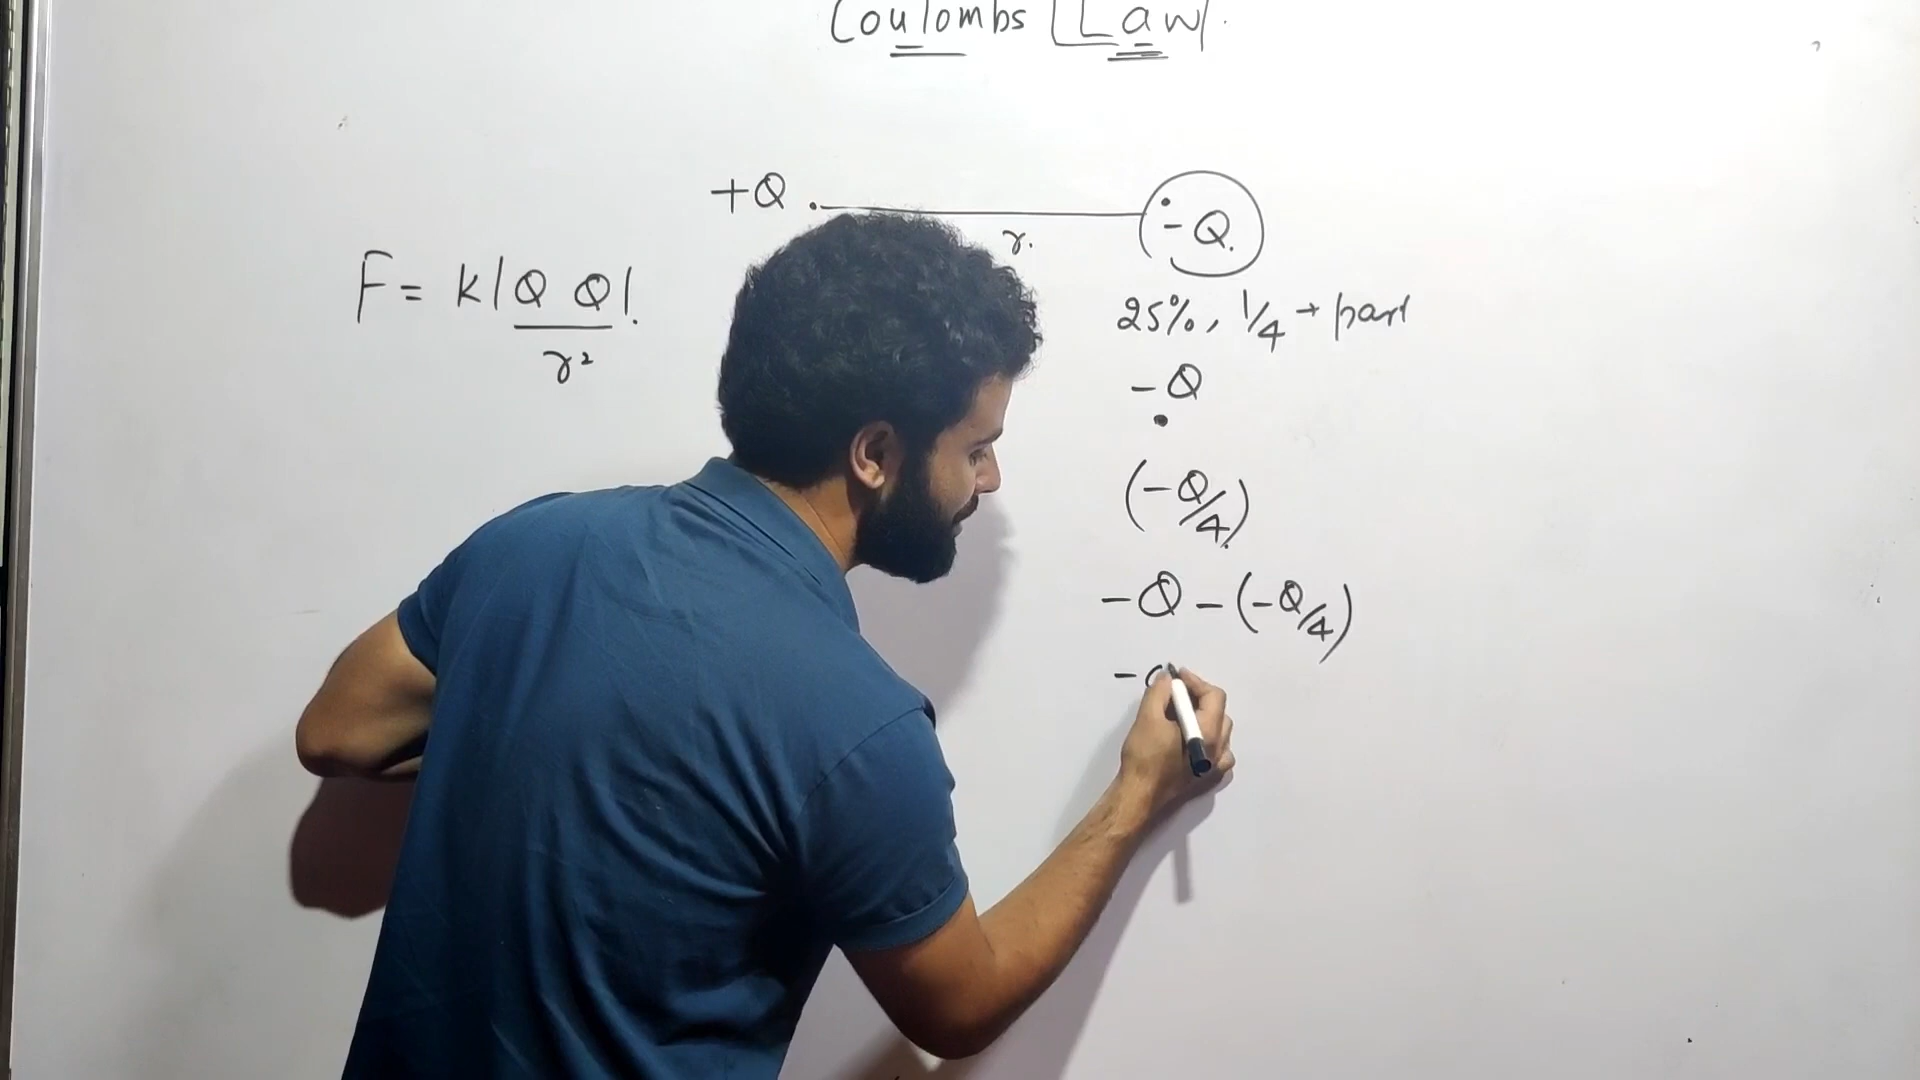 Coulombs Law.
+Q . - Q.
r.
F = k|Q Q|.
r²
25%, 1/4 → part
- Q
(-Q/4)
-Q-(-Q/4)
-